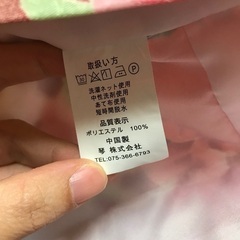 取扱い方
洗濯ネット使用
中性洗剤使用
あて布使用
短時間脱水
品質表示
ポリエステル 100%
中国製
琴 株式会社
TEL:075-366-6793